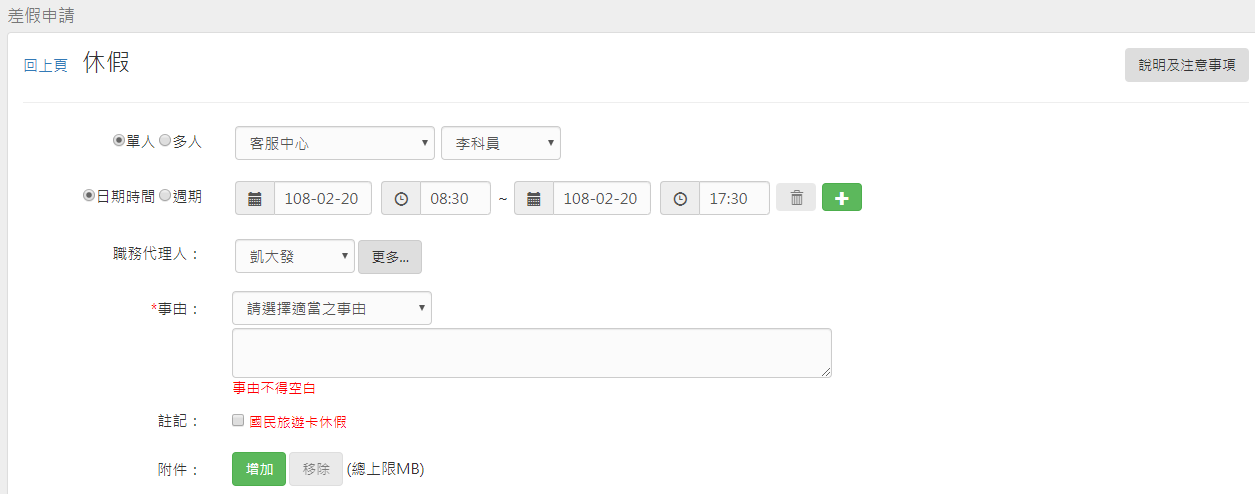 差假申請
回上頁 休假 說明及注意事項
單人 多人 客服中心 李科員
日期時間 週期 108-02-20 08:30 ~ 108-02-20 17:30
職務代理人： 凱大發 更多...
*事由： 請選擇適當之事由
事由不得空白
註記： 國民旅遊卡休假
附件： 增加 移除 (總上限MB)